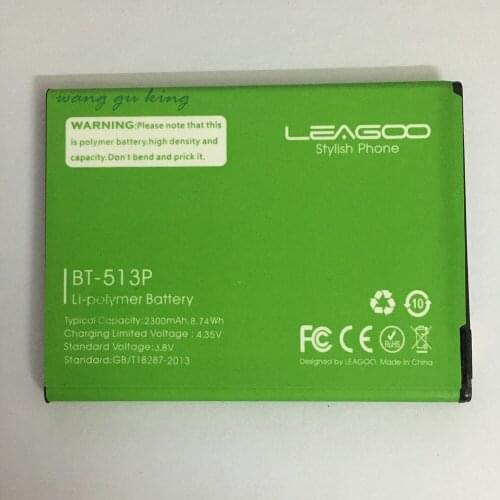 wang gu king
WARNING:Please note that this
is polymer battery,high density and
capacity.Don't bend and prick it.
LEAGOO
Stylish Phone
BT-513P
Li-polymer Battery
Typical Capacity:2300mAh,8.74Wh
Charging Limited Voltage : 4.35V
Standard Voltage:3.8V
Standard:GB/T18287-2013
10
CE FC
Designed by LEAGOO, Made in China